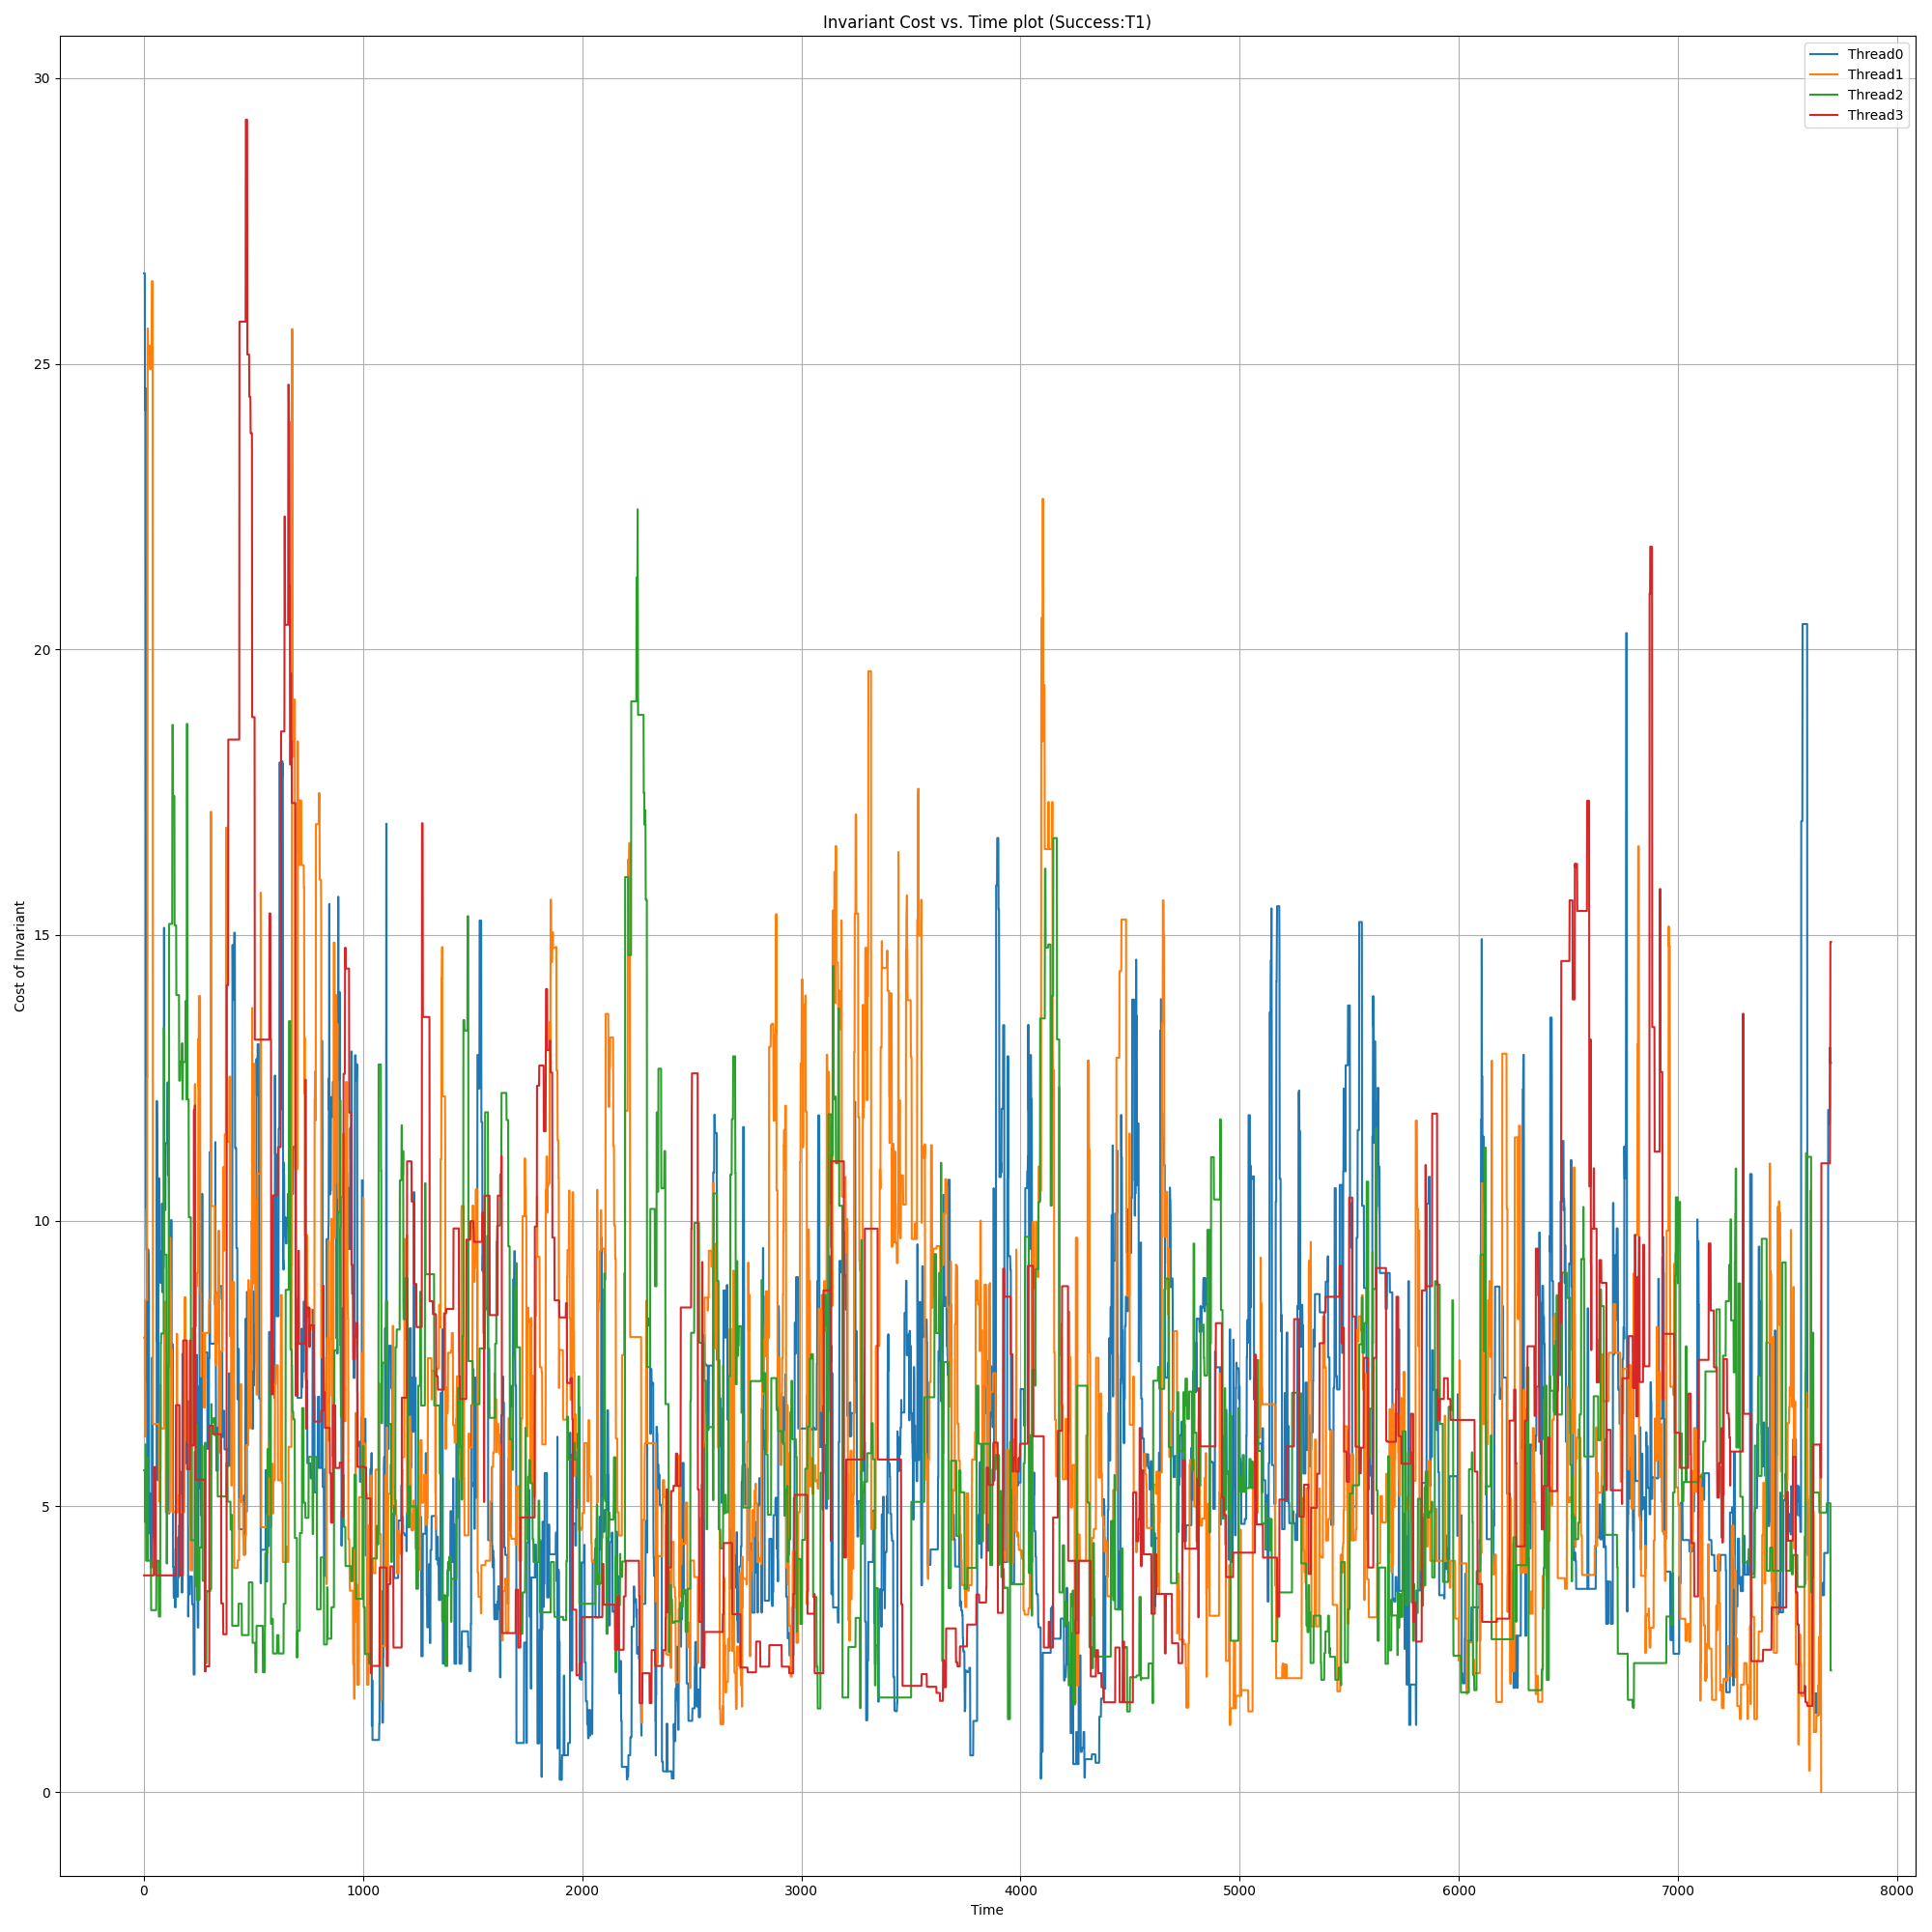 Invariant Cost vs. Time plot (Success:T1)
Thread0
Thread1
Thread2
Thread3
Cost of Invariant
30
25
20
15
10
5
0
0 1000 2000 3000 4000 5000 6000 7000 8000
Time